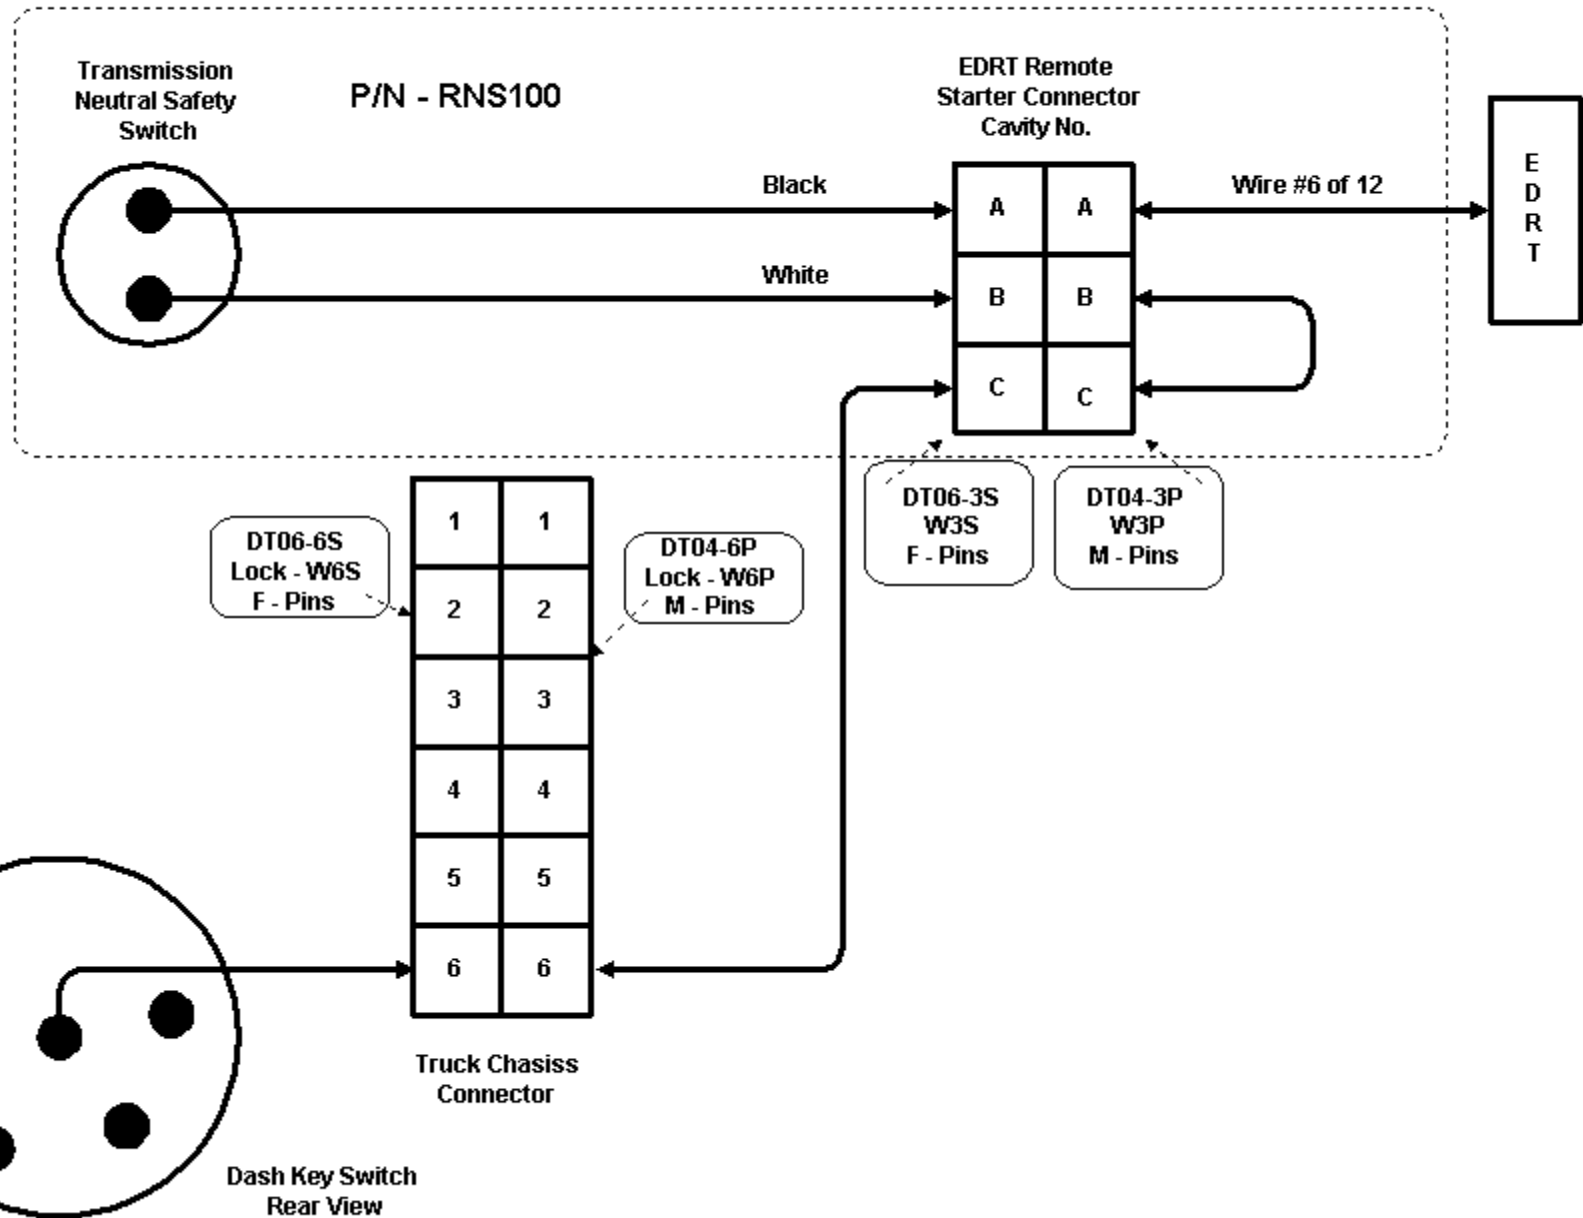 Transmission
Neutral Safety
Switch
P/N - RNS100
EDRT Remote
Starter Connector
Cavity No.
Black
White
A A
B B
C C
Wire #6 of 12
E
D
R
T
DT06-3S
W3S
F - Pins
DT04-3P
W3P
M - Pins
DT06-6S
Lock - W6S
F - Pins
1 1
2 2
3 3
4 4
5 5
6 6
DT04-6P
Lock - W6P
M - Pins
Truck Chasiss
Connector
Dash Key Switch
Rear View